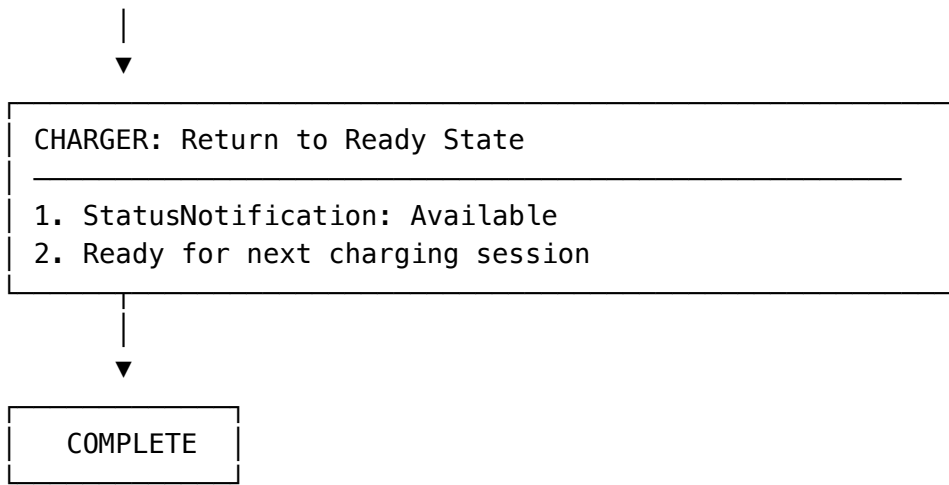 CHARGER: Return to Ready State
1. StatusNotification: Available
2. Ready for next charging session
COMPLETE